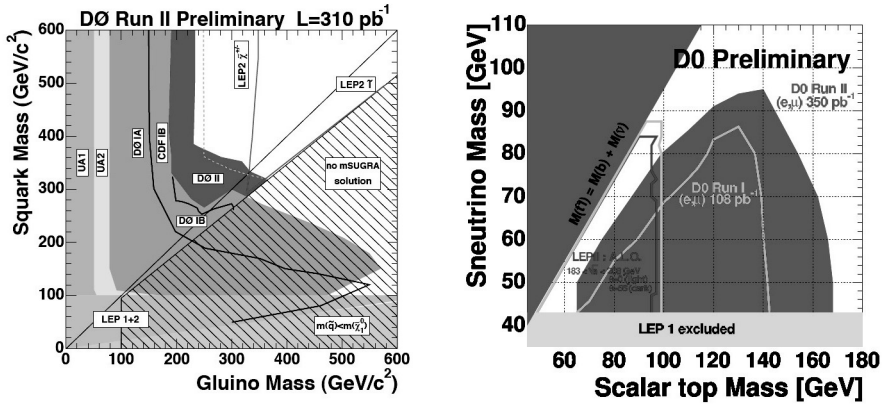 DØ Run II Preliminary L=310 pb⁻¹
Squark Mass (GeV/c²)
600
500
400
300
200
100
0
UA1
UA2
DØ IA
CDF IB
LEP2 χ̃⁺/⁻
LEP2 l̃
DØ II
DØ IB
no mSUGRA
solution
LEP 1+2
m(q̃)<m(χ̃₁⁰)
0 100 200 300 400 500 600
Gluino Mass (GeV/c²)
Sneutrino Mass [GeV]
110
100
90
80
70
60
50
40
D0 Preliminary
D0 Run II
(e,μ) 350 pb⁻¹
M(t̃1) = M(b) + M(ν̃)
D0 Run I
(e,μ) 108 pb⁻¹
LEP 1 excluded
60 80 100 120 140 160 180
Scalar top Mass [GeV]